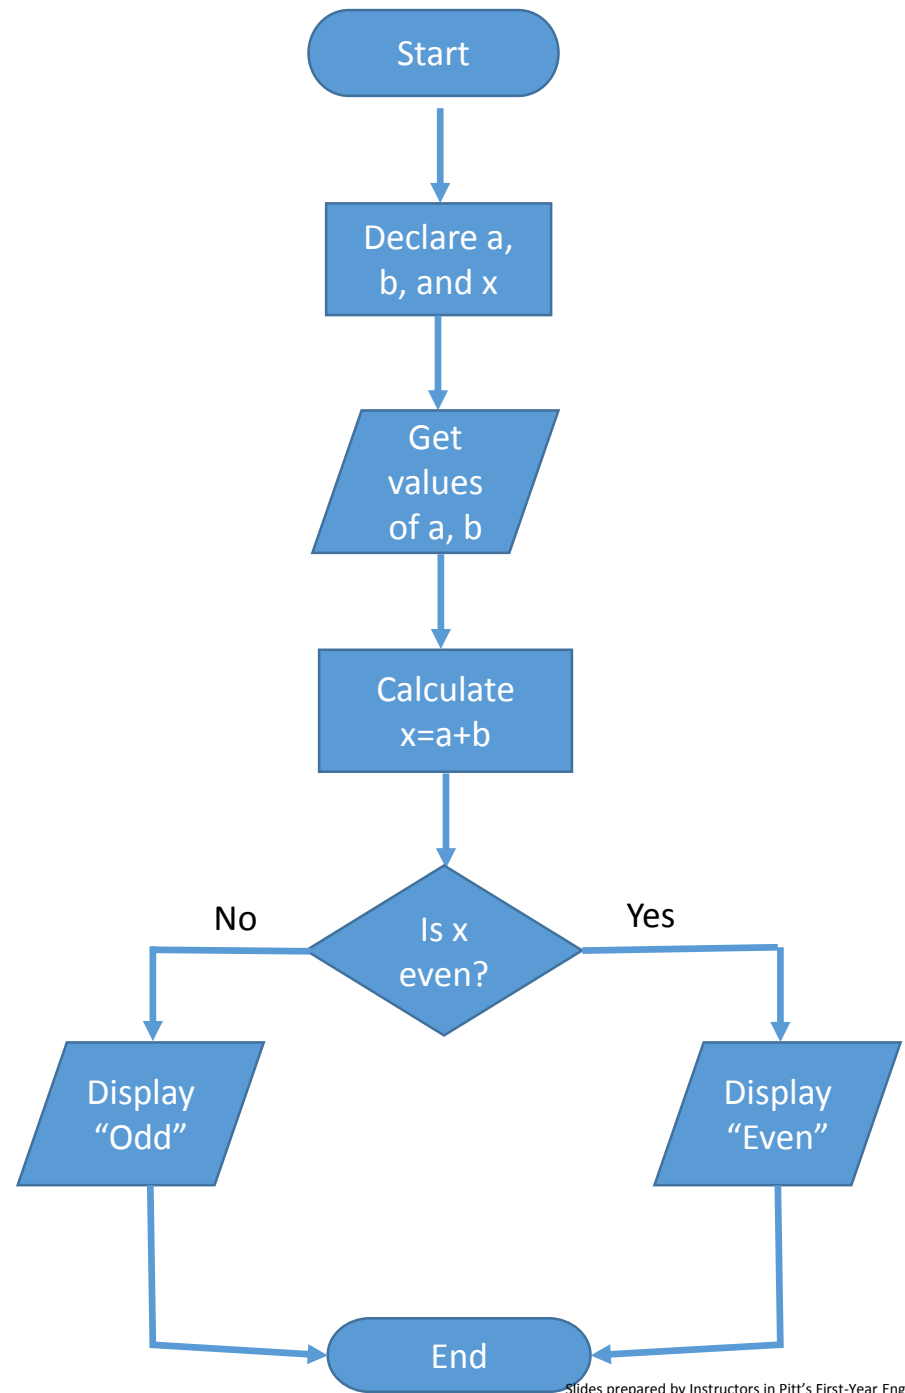 Start
Declare a,
b, and x
Get
values
of a, b
Calculate
x=a+b
No
Yes
Is x
even?
Display
“Odd”
Display
“Even”
End
Slides prepared by Instructors in Pitt’s First-Year Eng